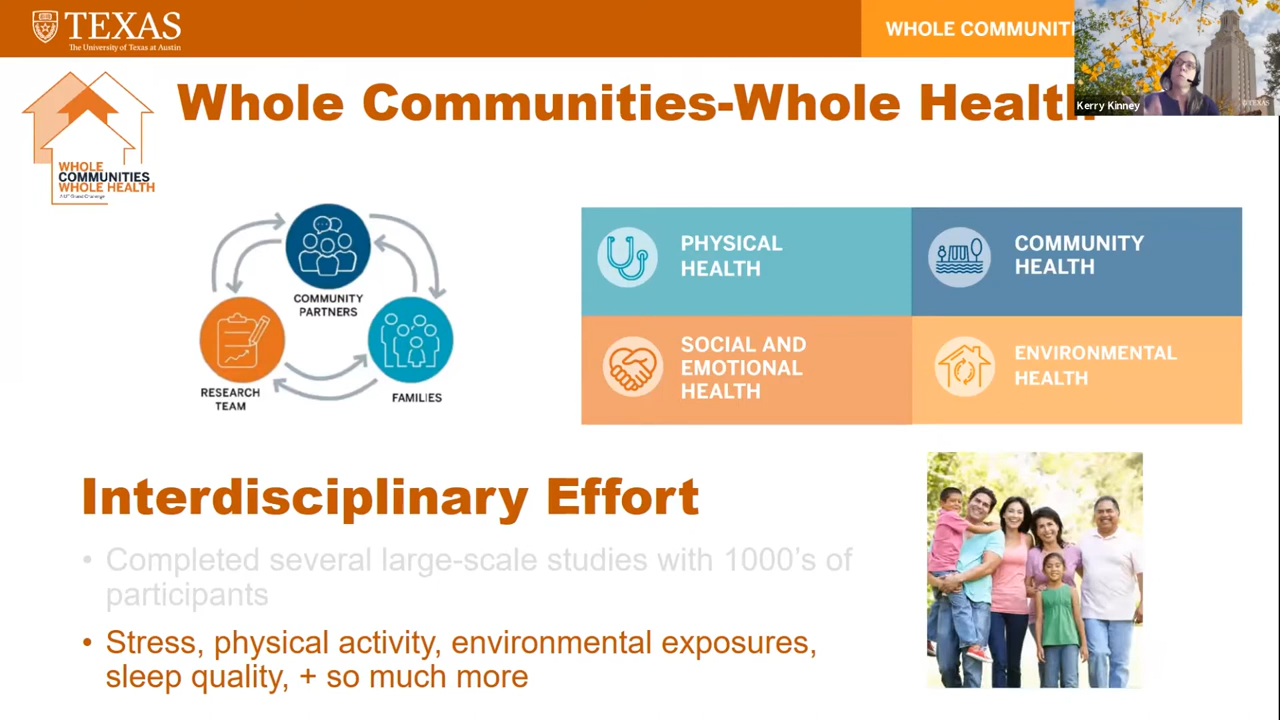 TEXAS
The University of Texas at Austin
WHOLE COMMUNITI
Kerry Kinney
TEXAS
Whole Communities-Whole Health
WHOLE
COMMUNITIES
WHOLE HEALTH
COMMUNITY
PARTNERS
RESEARCH
TEAM
FAMILIES
PHYSICAL
HEALTH
COMMUNITY
HEALTH
SOCIAL AND
EMOTIONAL
HEALTH
ENVIRONMENTAL
HEALTH
Interdisciplinary Effort
• Completed several large-scale studies with 1000's of
participants
• Stress, physical activity, environmental exposures,
sleep quality, + so much more